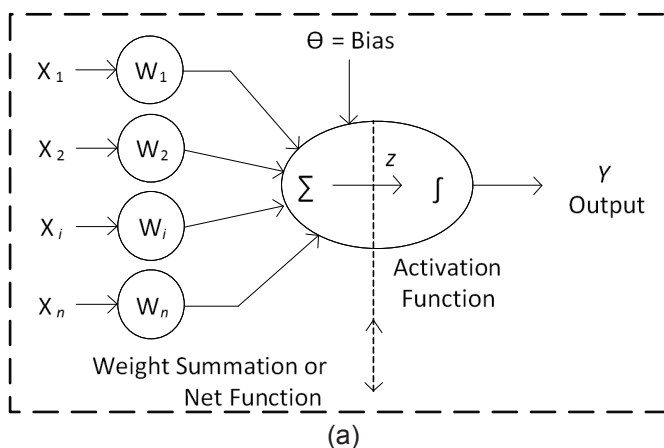 Θ = Bias
X₁ W₁
X₂ W₂
Xᵢ Wᵢ
Xₙ Wₙ
∑ z ∫
Y
Output
Activation
Function
Weight Summation or
Net Function
(a)